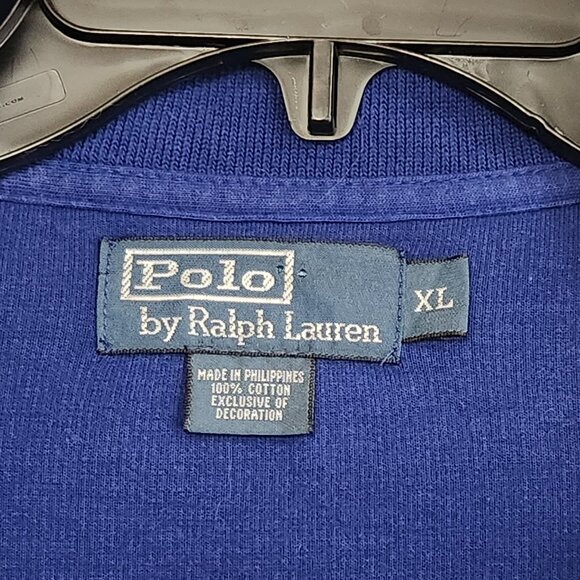 Polo
by Ralph Lauren
XL
MADE IN PHILIPPINES
100% COTTON
EXCLUSIVE OF
DECORATION